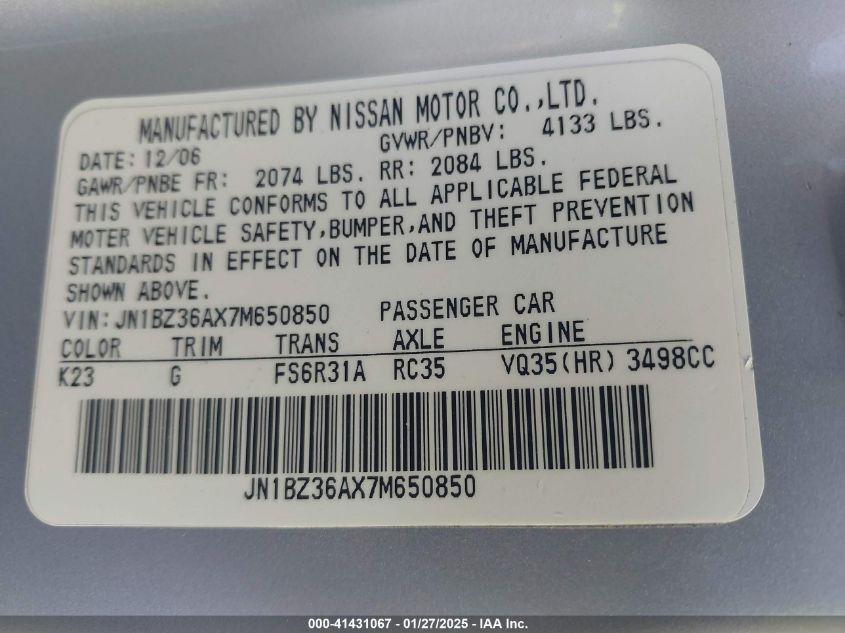 MANUFACTURED BY NISSAN MOTOR CO.,LTD.
DATE: 12/06 GVWR/PNBV: 4133 LBS.
GAWR/PNBE FR: 2074 LBS. RR: 2084 LBS.
THIS VEHICLE CONFORMS TO ALL APPLICABLE FEDERAL
MOTER VEHICLE SAFETY,BUMPER,AND THEFT PREVENTION
STANDARDS IN EFFECT ON THE DATE OF MANUFACTURE
SHOWN ABOVE.
VIN: JN1BZ36AX7M650850 PASSENGER CAR
COLOR TRIM TRANS AXLE ENGINE
K23 G FS6R31A RC35 VQ35(HR) 3498CC
JN1BZ36AX7M650850
000-41431067 - 01/27/2025 - IAA Inc.